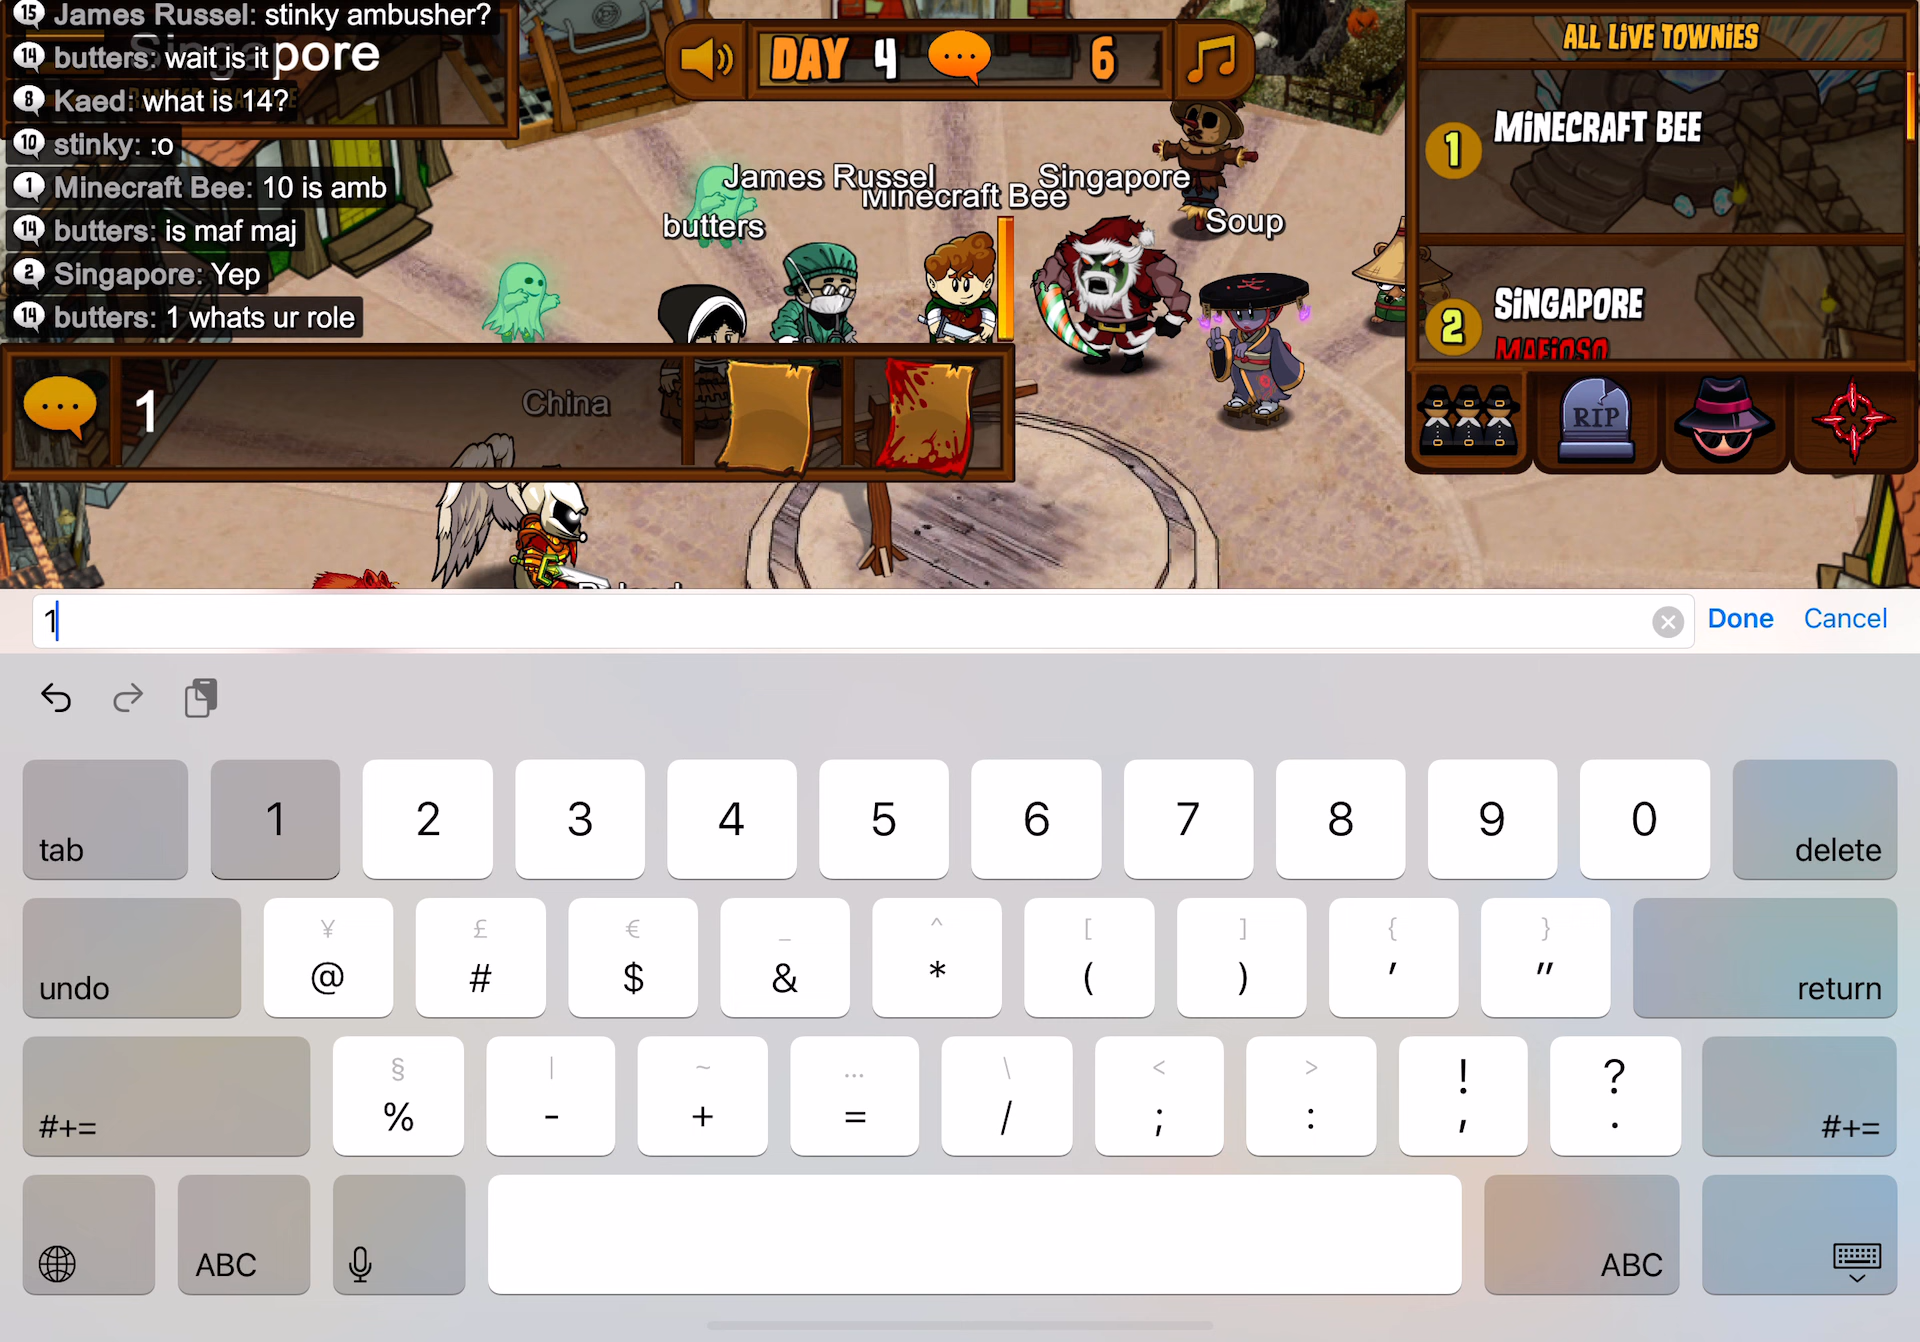 15 James Russel: stinky ambusher?
14 butters: wait is it
Singapore
8 Kaed: what is 14?
10 stinky: :o
1 Minecraft Bee: 10 is amb
14 butters: is maf maj
2 Singapore: Yep
14 butters: 1 whats ur role
DAY 4 ... 6
ALL LIVE TOWNIES
1 MINECRAFT BEE
2 SINGAPORE
MAFIOSO
RIP
James Russel
Minecraft Bee
Singapore
butters
Soup
... 1
China
1
Done
Cancel
tab 1 2 3 4 5 6 7 8 9 0 delete
¥ £ € _ ^ [ ] { }
undo @ # $ & * ( ) ' " return
§ | ~ … \ < > ! ?
#+= % - + = / ; : , . #+=
ABC ABC